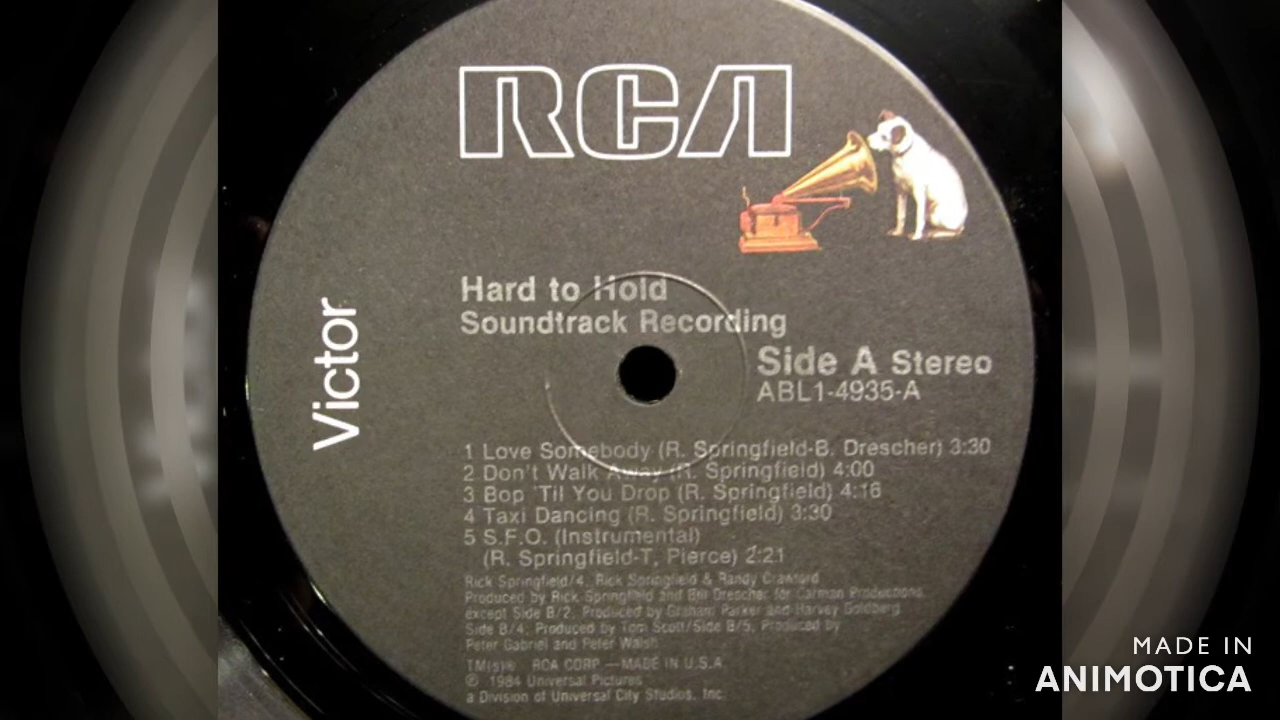 RCA
Victor
Hard to Hold
Soundtrack Recording
Side A Stereo
ABL1-4935-A
1 Love Somebody (R. Springfield-B. Drescher) 3:30
2 Don't Walk Away (R. Springfield) 4:00
3 Bop 'Til You Drop (R. Springfield) 4:16
4 Taxi Dancing (R. Springfield) 3:30
5 S.F.O. (Instrumental)
(R. Springfield-T. Pierce) 2:21
Rick Springfield/4, Rick Springfield & Randy Crawford
Produced by Rick Springfield and Bill Drescher for Carman Productions,
except Side B/2, Produced by Graham Parker and Harvey Goldberg
Side B/4, Produced by Tom Scott/Side B/5, Produced by
Peter Gabriel and Peter Walsh
TM(s)® RCA CORP.—MADE IN U.S.A.
℗ 1984 Universal Pictures
a Division of Universal City Studios, Inc.
MADE IN
ANIMOTICA